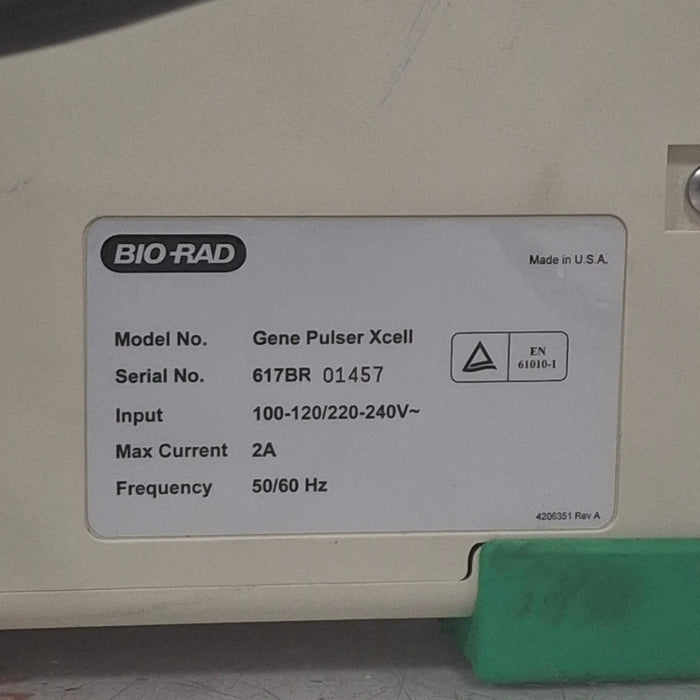 BIO-RAD
Made in U.S.A.
Model No. Gene Pulser Xcell
Serial No. 617BR 01457
EN
61010-1
Input 100-120/220-240V~
Max Current 2A
Frequency 50/60 Hz
4206351 Rev A